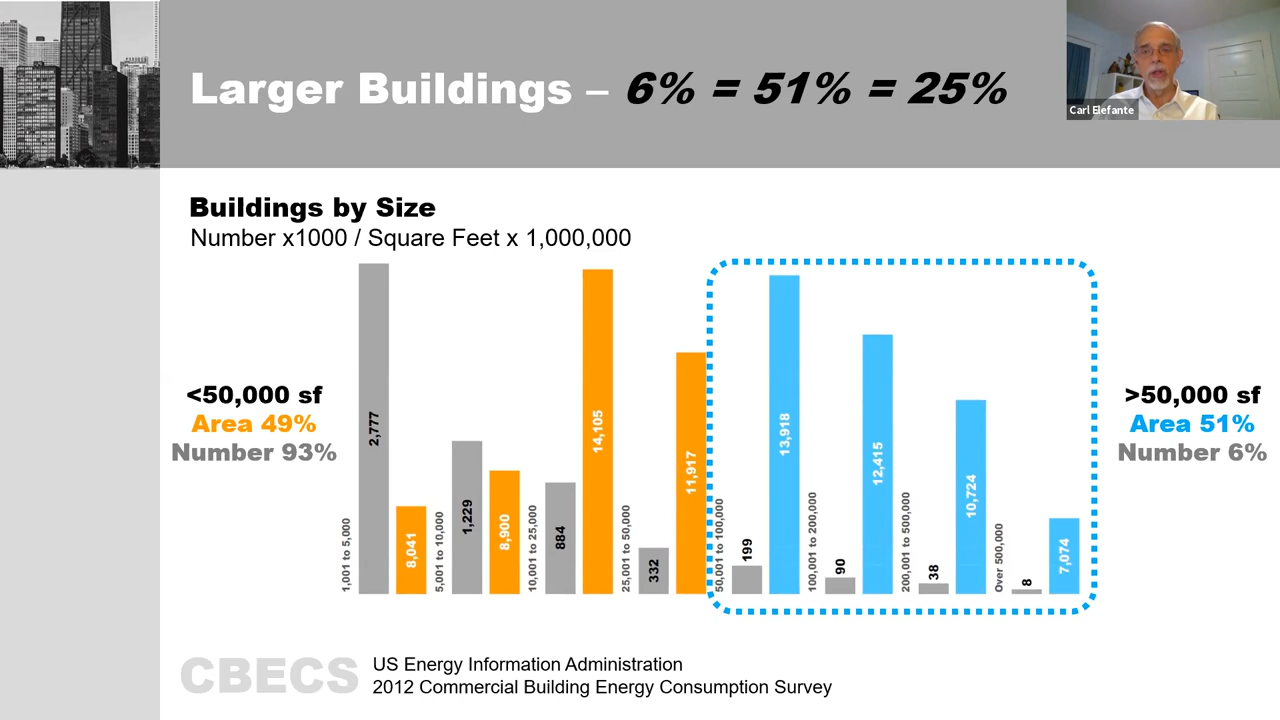 Larger Buildings – 6% = 51% = 25%
Carl Elefante
Buildings by Size
Number x1000 / Square Feet x 1,000,000
<50,000 sf
Area 49%
Number 93%
1,001 to 5,000
2,777
8,041
5,001 to 10,000
1,229
8,900
10,001 to 25,000
884
14,105
25,001 to 50,000
332
11,917
50,001 to 100,000
199
13,918
100,001 to 200,000
90
12,415
200,001 to 500,000
38
10,724
Over 500,000
8
7,074
>50,000 sf
Area 51%
Number 6%
CBECS
US Energy Information Administration
2012 Commercial Building Energy Consumption Survey